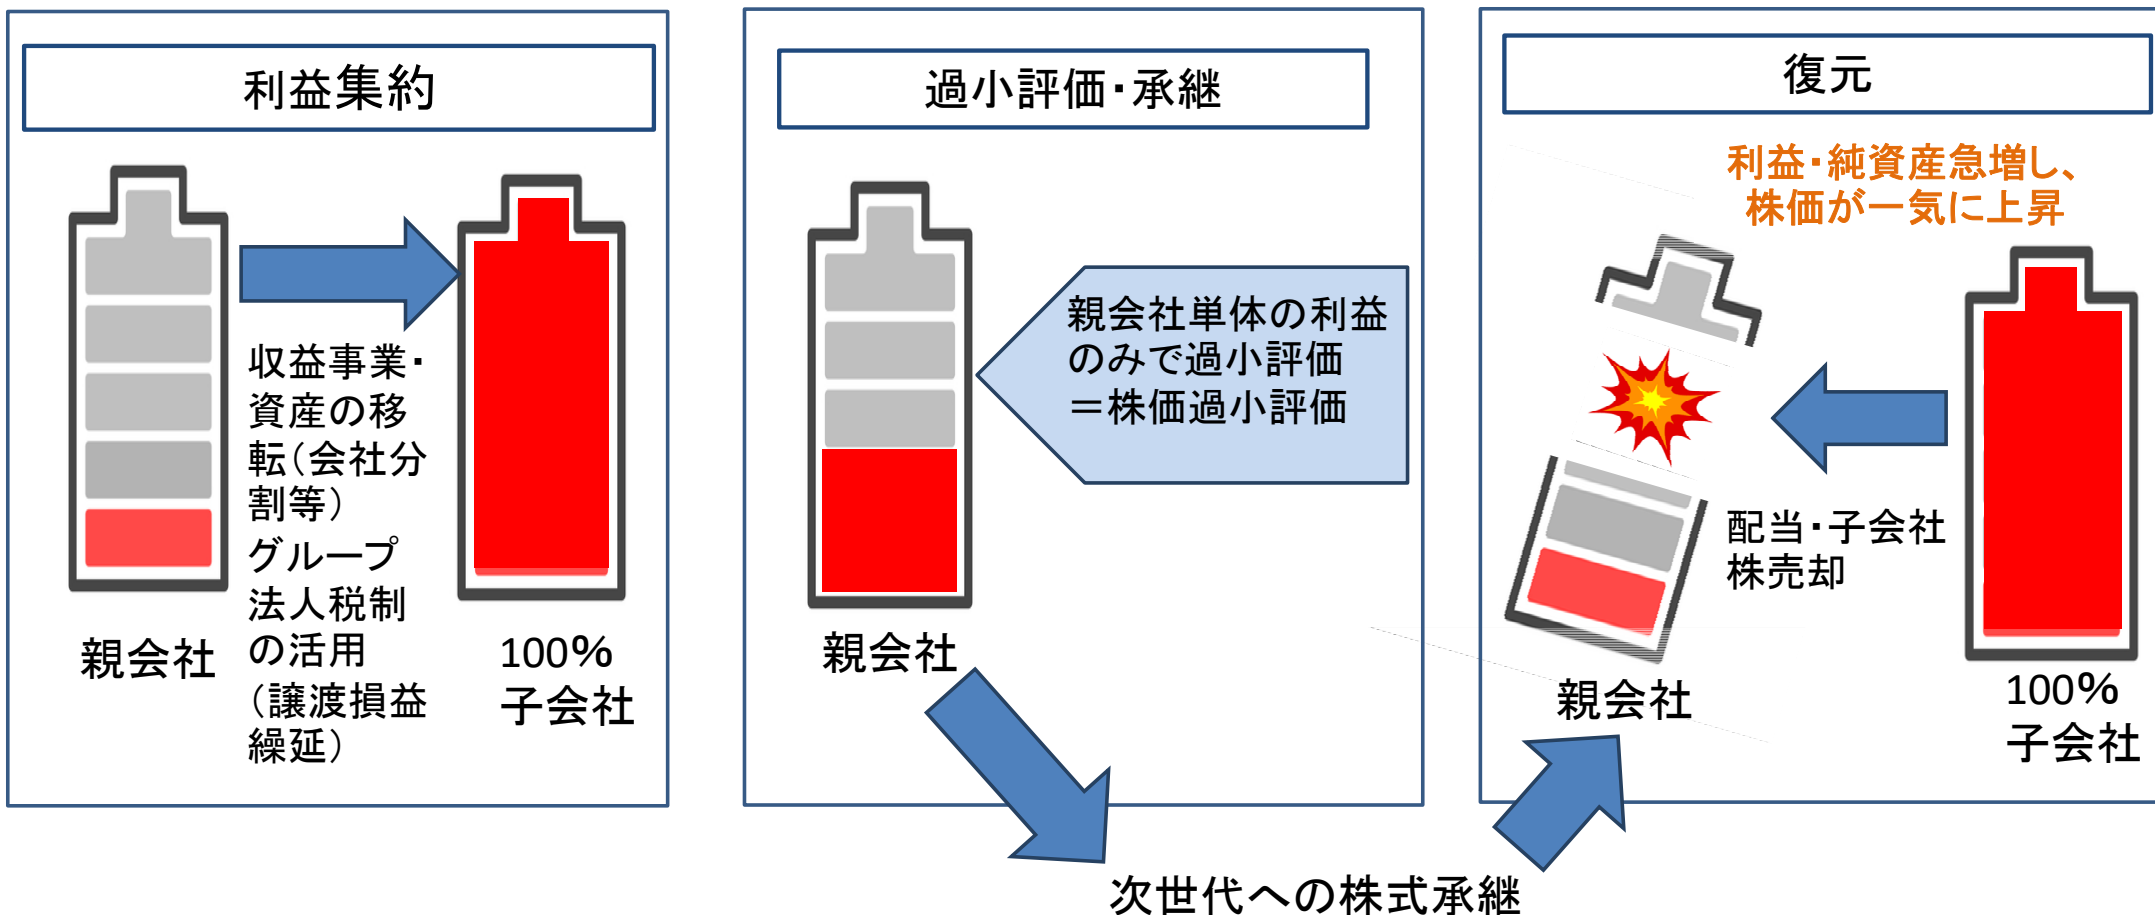 利益集約
収益事業・
資産の移
転(会社分
割等)
グループ
法人税制
の活用
(譲渡損益
繰延)
親会社
100%
子会社
過小評価・承継
親会社単体の利益
のみで過小評価
=株価過小評価
親会社
次世代への株式承継
復元
利益・純資産急増し、
株価が一気に上昇
配当・子会社
株売却
親会社
100%
子会社